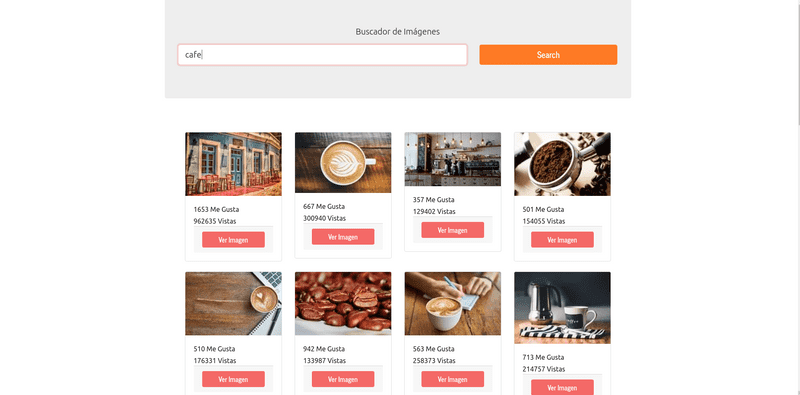 Buscador de Imágenes
cafe
Search
1653 Me Gusta
962635 Vistas
Ver Imagen
667 Me Gusta
300940 Vistas
Ver Imagen
357 Me Gusta
129402 Vistas
Ver Imagen
501 Me Gusta
154055 Vistas
Ver Imagen
510 Me Gusta
176331 Vistas
Ver Imagen
942 Me Gusta
133987 Vistas
Ver Imagen
563 Me Gusta
258373 Vistas
Ver Imagen
713 Me Gusta
214757 Vistas
Ver Imagen